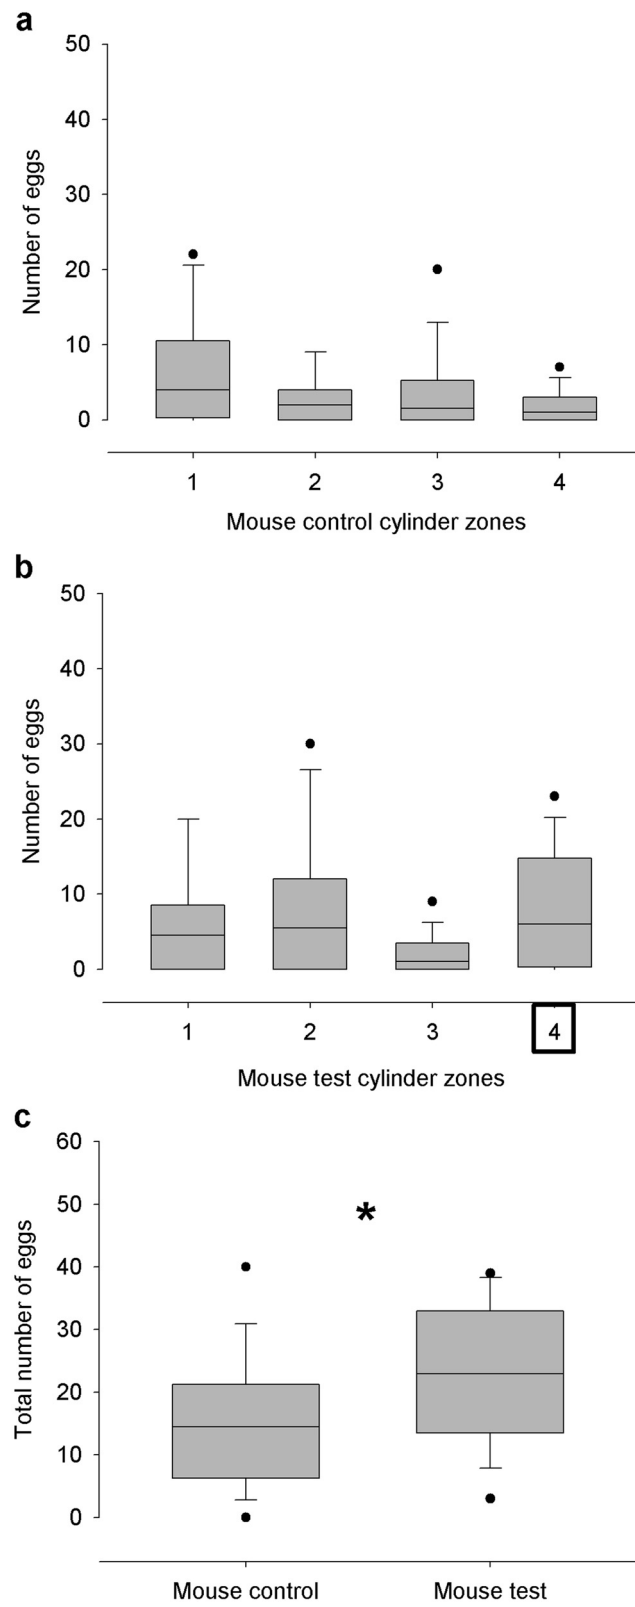 a
50
40
30
20
10
0
Number of eggs
1 2 3 4
Mouse control cylinder zones
b
50
40
30
20
10
0
Number of eggs
1 2 3 4
Mouse test cylinder zones
c
60
50
40
30
20
10
0
Total number of eggs
*
Mouse control Mouse test